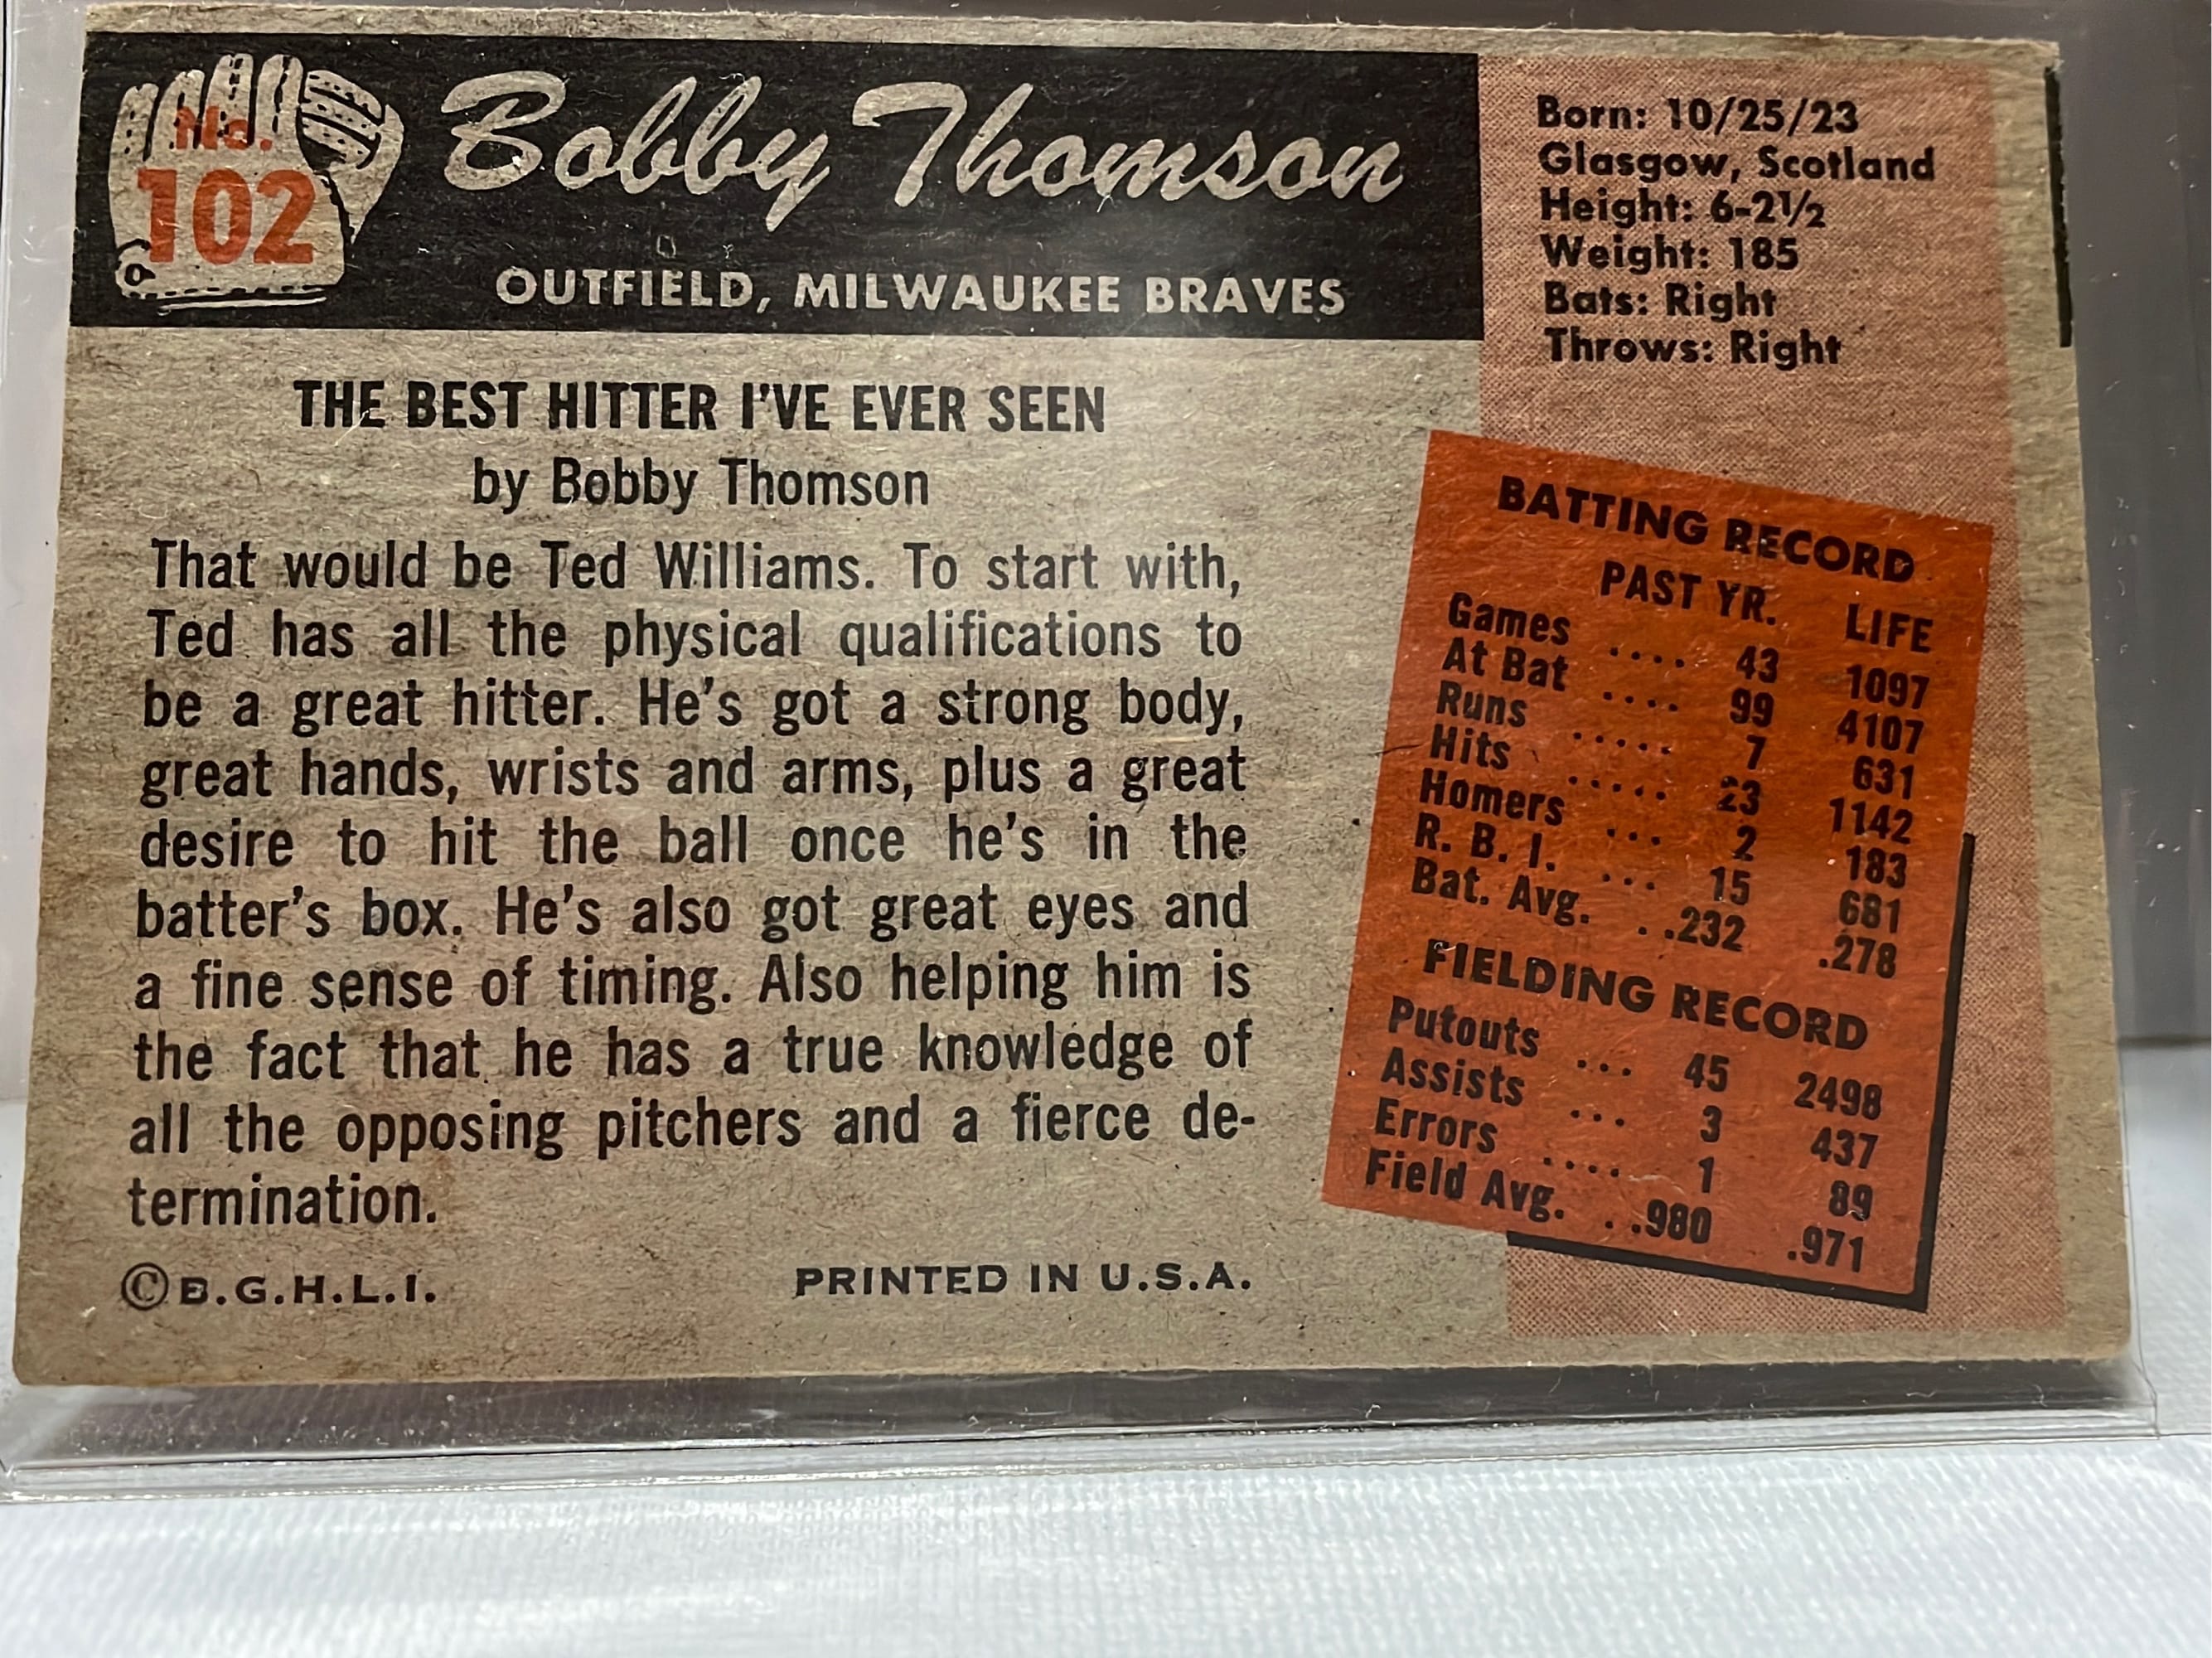 No.
102
Bobby Thomson
OUTFIELD, MILWAUKEE BRAVES
Born: 10/25/23
Glasgow, Scotland
Height: 6-2½
Weight: 185
Bats: Right
Throws: Right
THE BEST HITTER I'VE EVER SEEN
by Bobby Thomson
That would be Ted Williams. To start with,
Ted has all the physical qualifications to
be a great hitter. He's got a strong body,
great hands, wrists and arms, plus a great
desire to hit the ball once he's in the
batter's box. He's also got great eyes and
a fine sense of timing. Also helping him is
the fact that he has a true knowledge of
all the opposing pitchers and a fierce de-
termination.
©B.G.H.L.I.
PRINTED IN U.S.A.
BATTING RECORD
PAST YR. LIFE
Games .... 43 1097
At Bat .... 99 4107
Runs ..... 7 631
Hits ..... 23 1142
Homers ... 2 183
R. B. I. ... 15 681
Bat. Avg. . .232 .278
FIELDING RECORD
Putouts ... 45 2498
Assists ... 3 437
Errors .... 1 89
Field Avg. . .980 .971